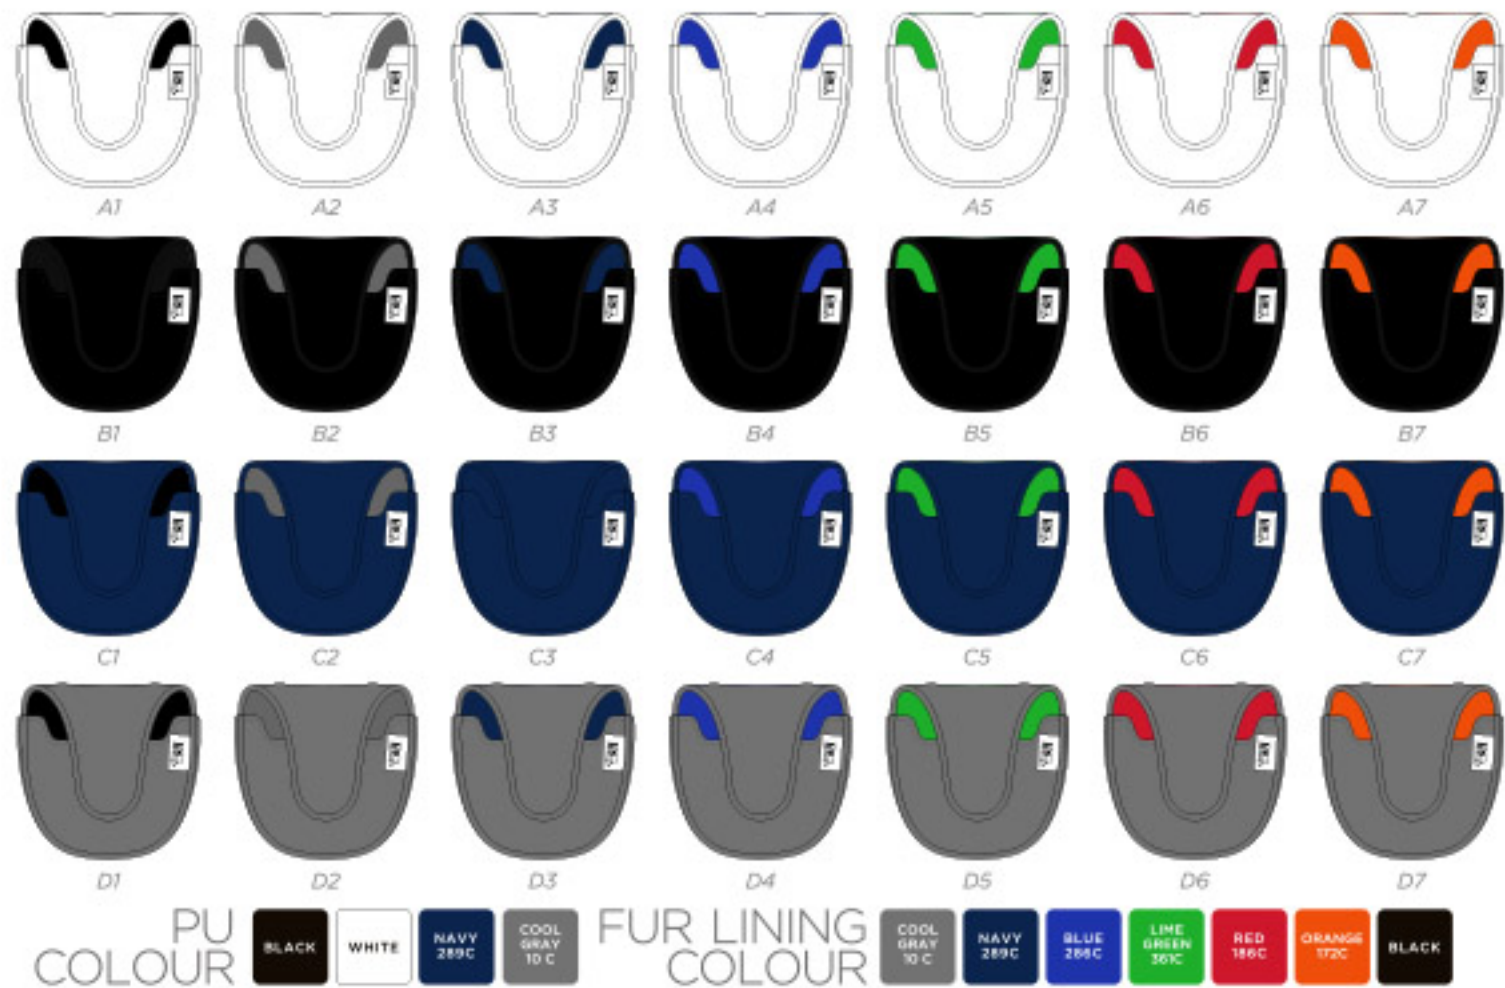 A1 A2 A3 A4 A5 A6 A7
B1 B2 B3 B4 B5 B6 B7
C1 C2 C3 C4 C5 C6 C7
D1 D2 D3 D4 D5 D6 D7
PU
COLOUR
BLACK
WHITE
NAVY
289C
COOL
GRAY
10 C
FUR LINING
COLOUR
COOL
GRAY
10 C
NAVY
289C
BLUE
286C
LIME
GREEN
361C
RED
186C
ORANGE
172C
BLACK